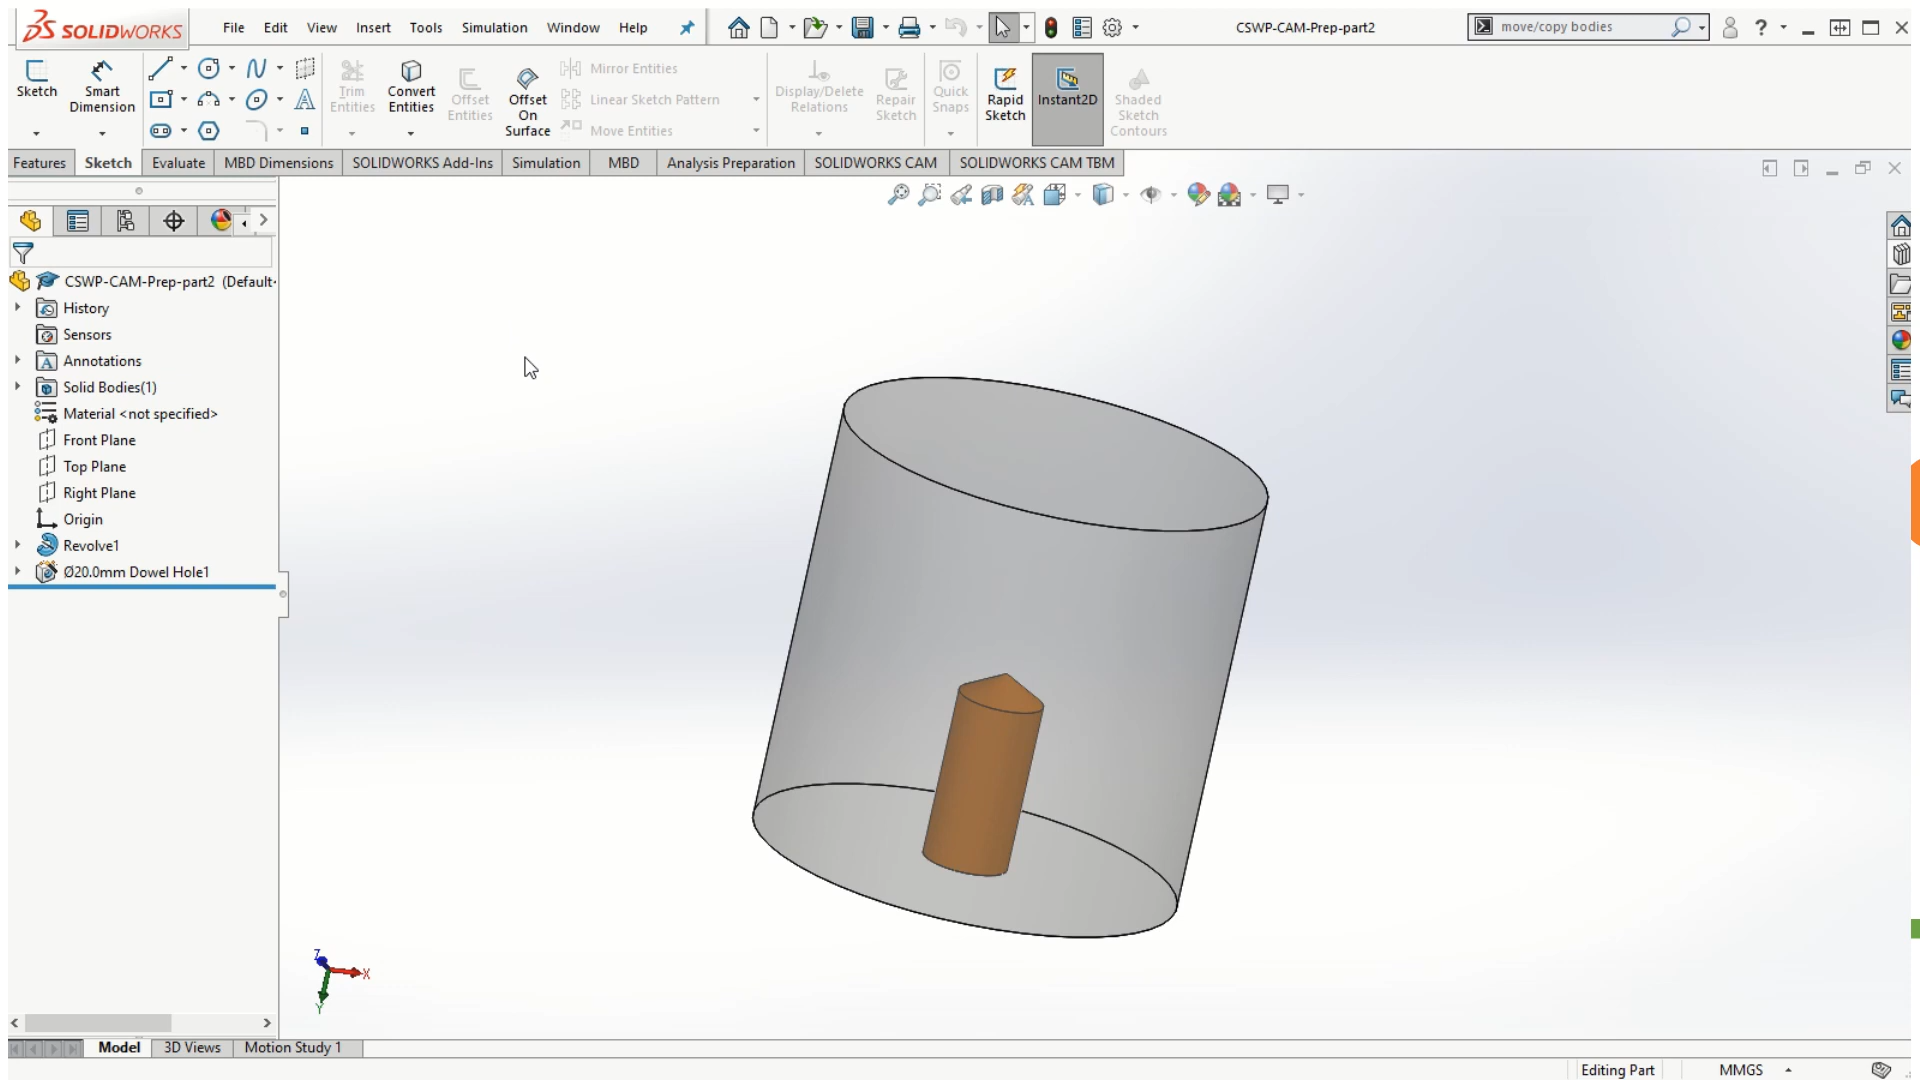 SOLIDWORKS File Edit View Insert Tools Simulation Window Help CSWP-CAM-Prep-part2 move/copy bodies ?
Sketch
Smart
Dimension
Trim
Entities
Convert
Entities
Offset
Entities
Offset
On
Surface
Mirror Entities
Linear Sketch Pattern
Move Entities
Display/Delete
Relations
Repair
Sketch
Quick
Snaps
Rapid
Sketch
Instant2D
Shaded
Sketch
Contours
Features Sketch Evaluate MBD Dimensions SOLIDWORKS Add-Ins Simulation MBD Analysis Preparation SOLIDWORKS CAM SOLIDWORKS CAM TBM
CSWP-CAM-Prep-part2 (Default
History
Sensors
Annotations
Solid Bodies(1)
Material <not specified>
Front Plane
Top Plane
Right Plane
Origin
Revolve1
Ø20.0mm Dowel Hole1
Z
X
Y
Model 3D Views Motion Study 1
Editing Part MMGS